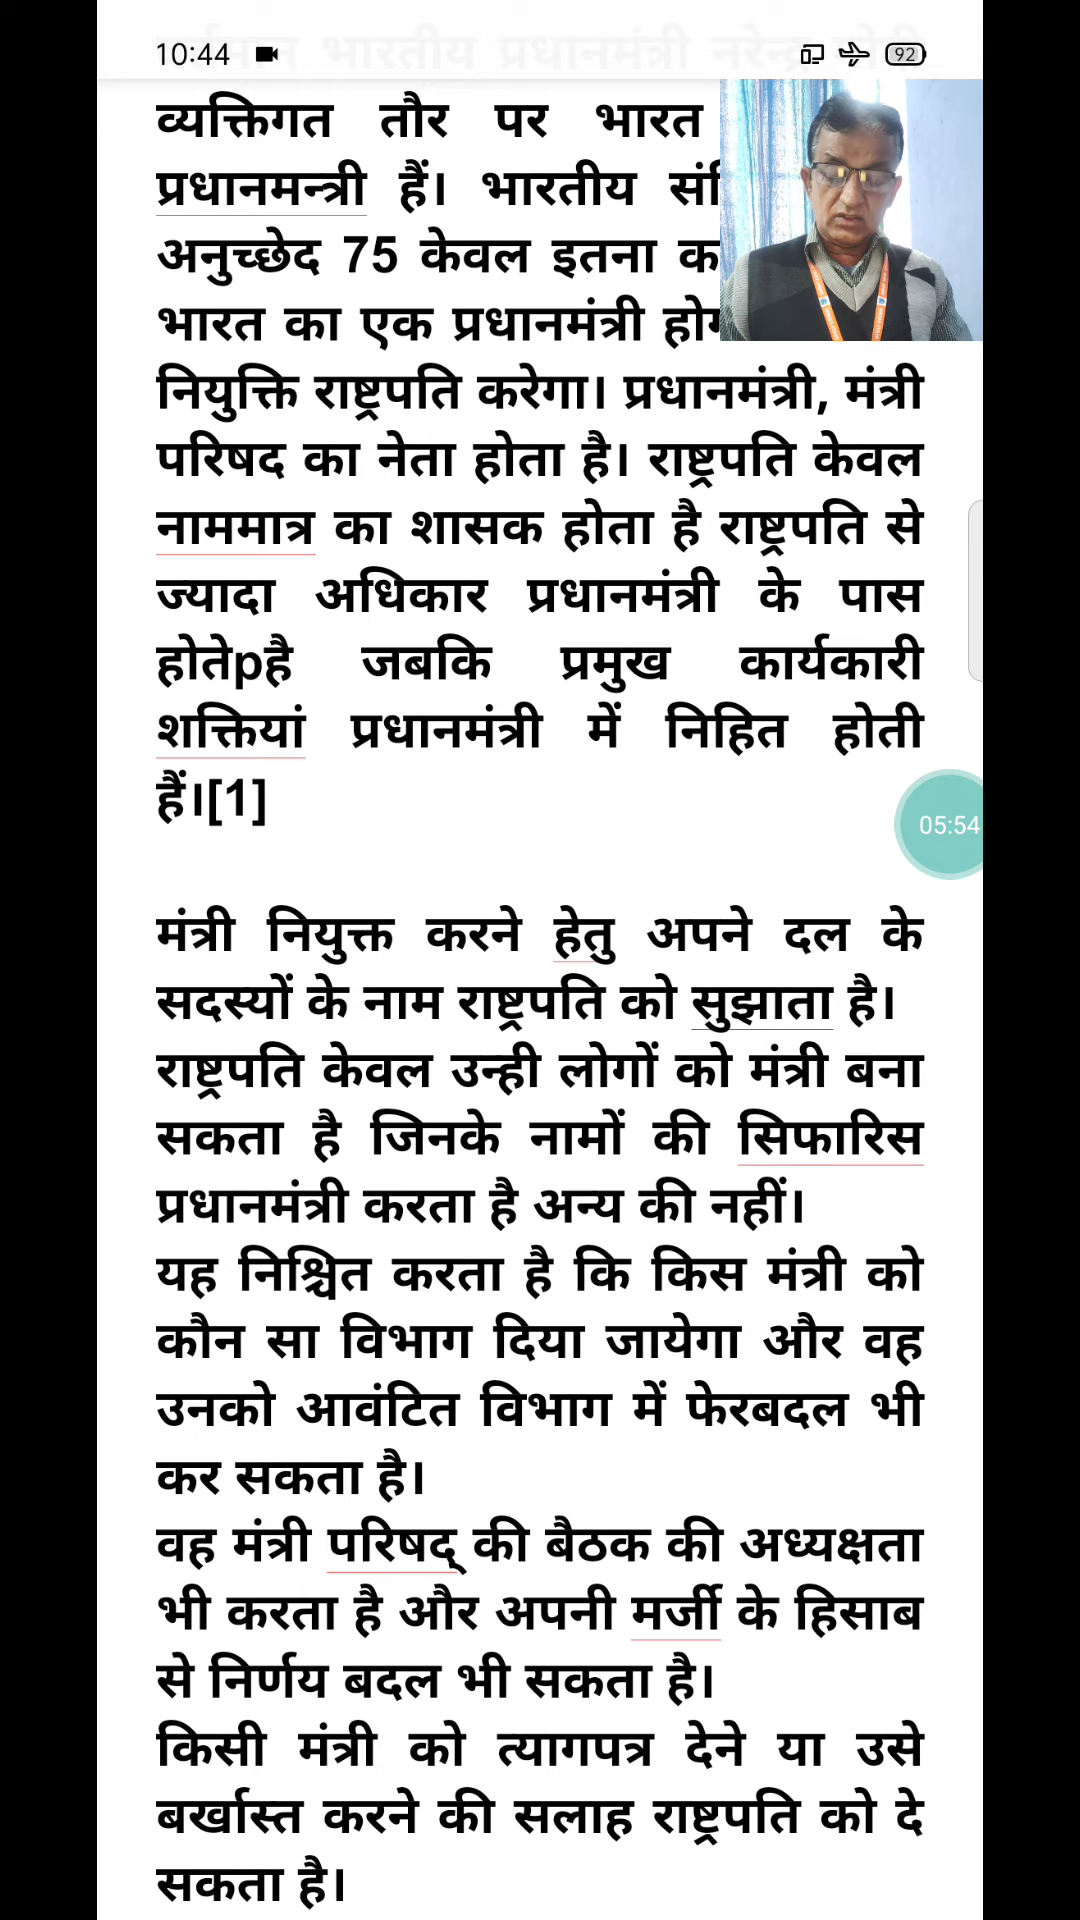 10:44
92
व्यक्तिगत तौर पर भारत
प्रधानमन्त्री हैं। भारतीय
अनुच्छेद 75 केवल इतना
भारत का एक प्रधानमंत्री
नियुक्ति राष्ट्रपति करेगा। प्रधानमंत्री, मंत्री
परिषद का नेता होता है। राष्ट्रपति केवल
नाममात्र का शासक होता है राष्ट्रपति से
ज्यादा अधिकार प्रधानमंत्री के पास
होतेpहै जबकि प्रमुख कार्यकारी
शक्तियां प्रधानमंत्री में निहित होती
हैं।[1]
05:54
मंत्री नियुक्त करने हेतु अपने दल के
सदस्यों के नाम राष्ट्रपति को सुझाता है।
राष्ट्रपति केवल उन्ही लोगों को मंत्री बना
सकता है जिनके नामों की सिफारिस
प्रधानमंत्री करता है अन्य की नहीं।
यह निश्चित करता है कि किस मंत्री को
कौन सा विभाग दिया जायेगा और वह
उनको आवंटित विभाग में फेरबदल भी
कर सकता है।
वह मंत्री परिषद् की बैठक की अध्यक्षता
भी करता है और अपनी मर्जी के हिसाब
से निर्णय बदल भी सकता है।
किसी मंत्री को त्यागपत्र देने या उसे
बर्खास्त करने की सलाह राष्ट्रपति को दे
सकता है।